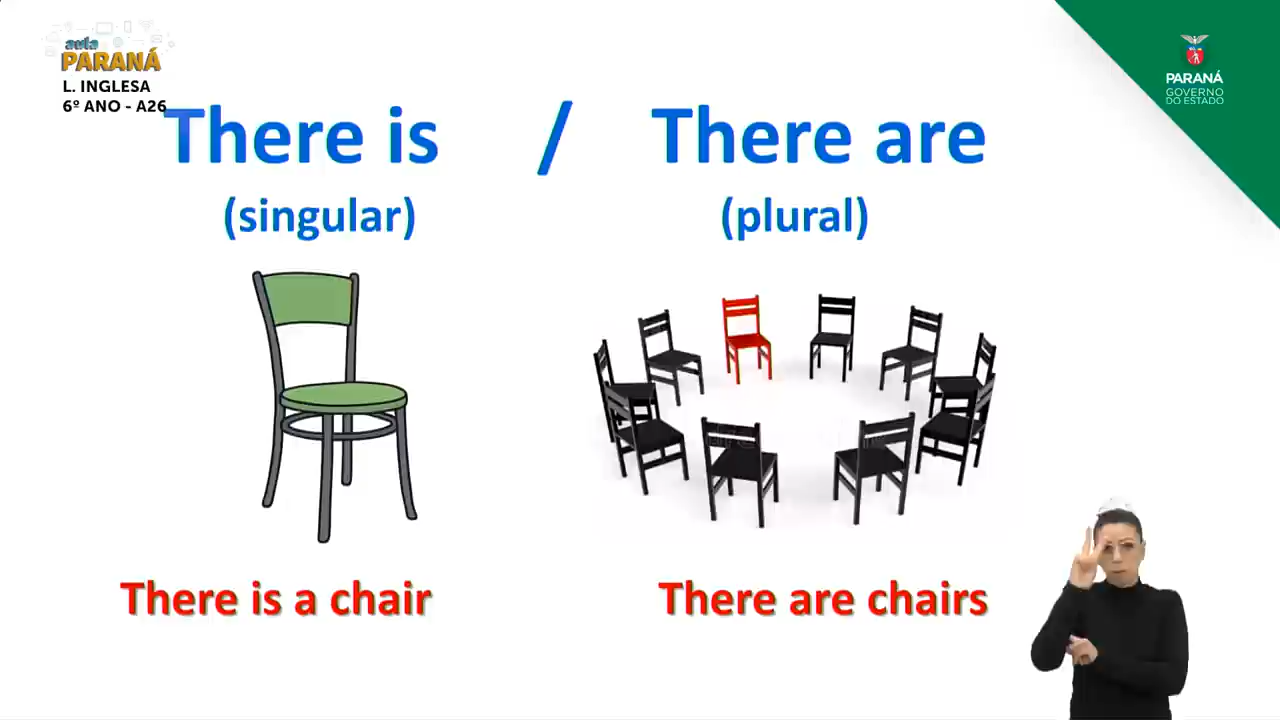 aula
PARANÁ
L. INGLESA
6º ANO - A26
PARANÁ
GOVERNO
DO ESTADO
There is / There are
(singular) (plural)
There is a chair There are chairs